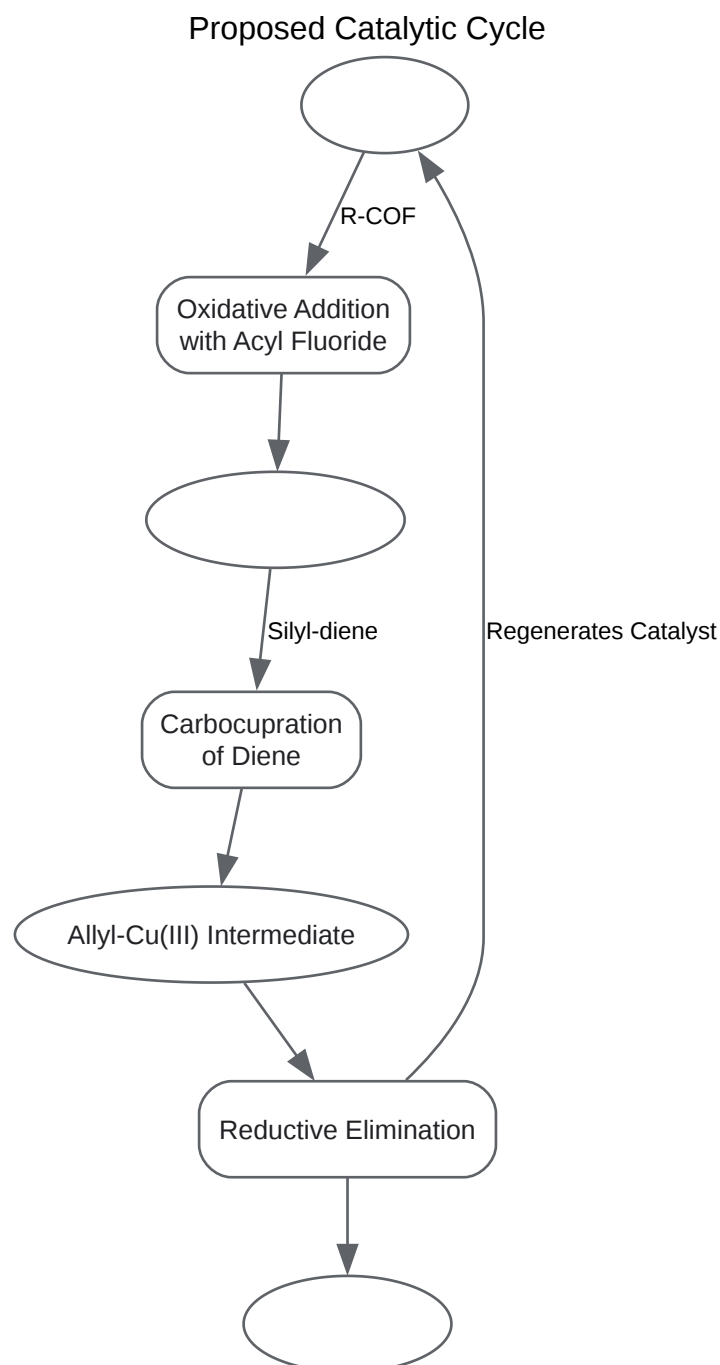 Proposed Catalytic Cycle
R-COF
Oxidative Addition
with Acyl Fluoride
Silyl-diene
Regenerates Catalyst
Carbocupration
of Diene
Allyl-Cu(III) Intermediate
Reductive Elimination